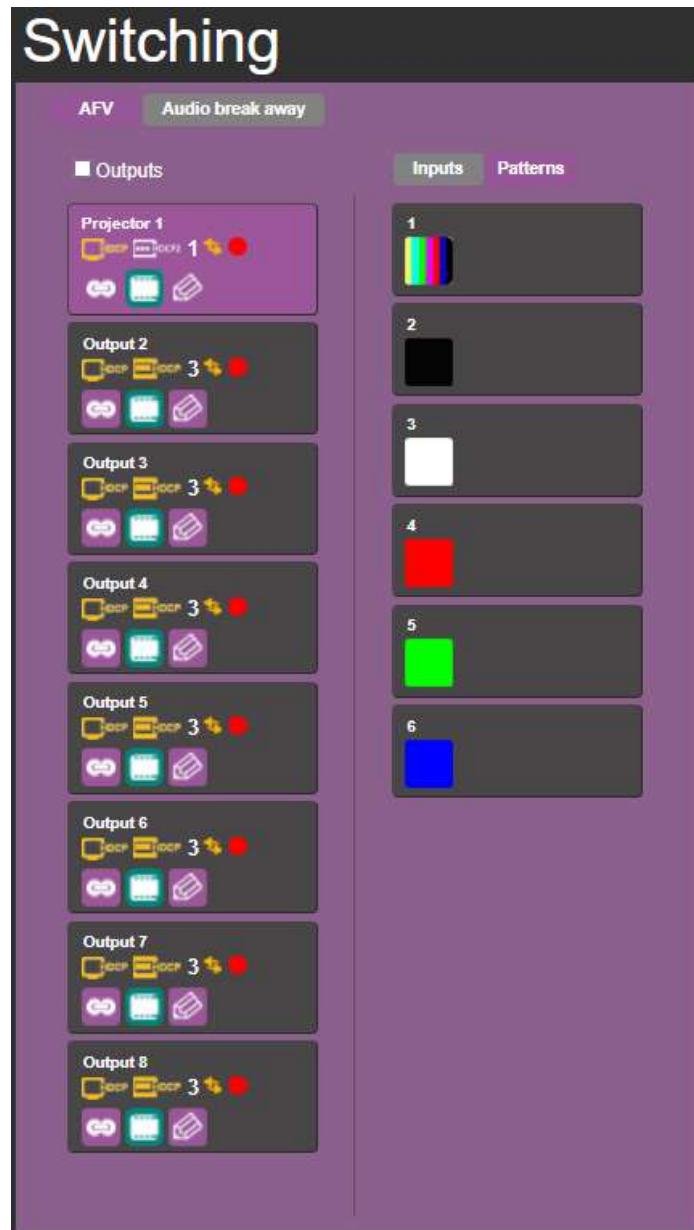 Switching
AFV Audio break away
Outputs
Inputs Patterns
Projector 1
1
Output 2
3
Output 3
3
Output 4
3
Output 5
3
Output 6
3
Output 7
3
Output 8
3
1
2
3
4
5
6